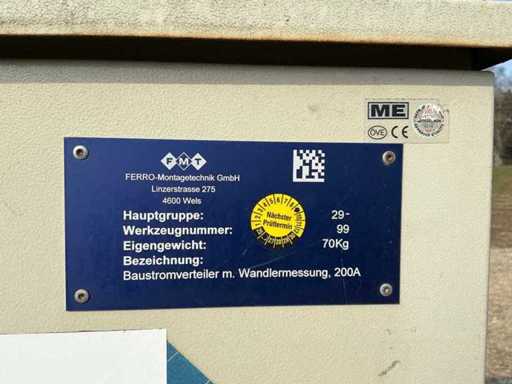 ME
ÖVE CE
FMT
FERRO-Montagetechnik GmbH
Linzerstrasse 275
4600 Wels
Hauptgruppe: 29-
Werkzeugnummer: 99
Eigengewicht: 70Kg
Bezeichnung:
Baustromverteiler m. Wandlermessung, 200A
Nächster
Prüftermin